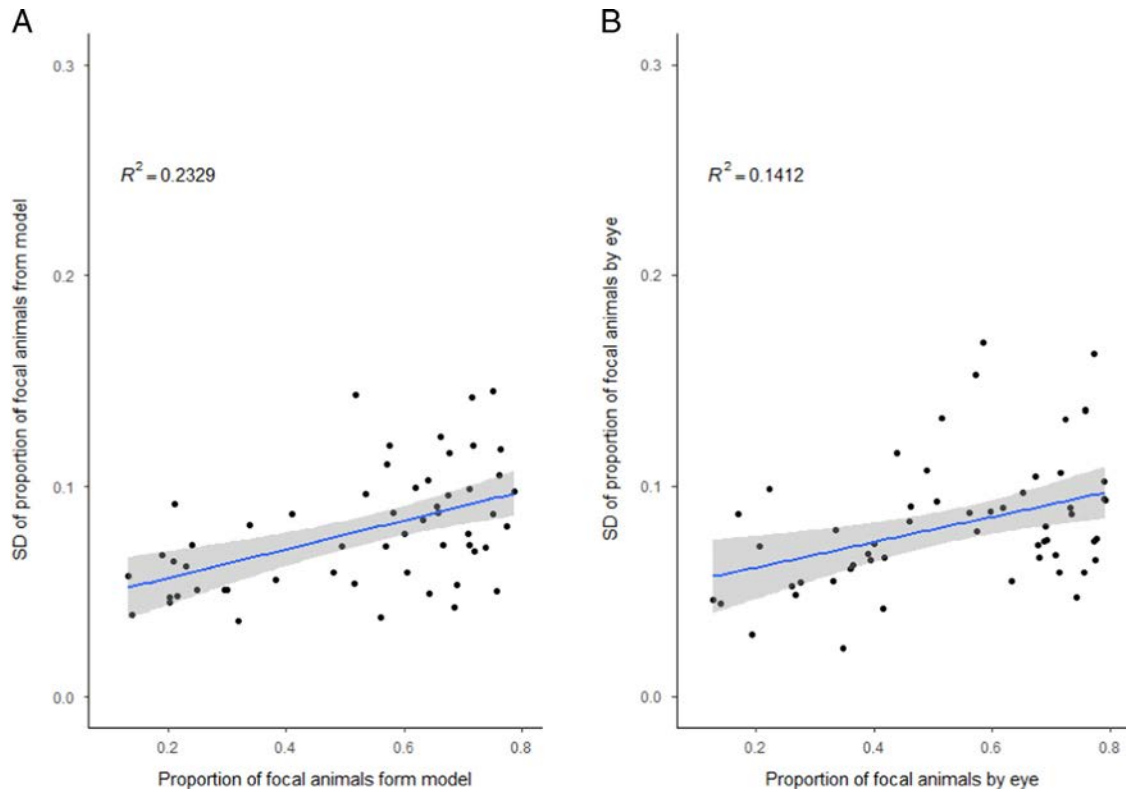 A
B
0.3
0.2
0.1
0.0
SD of proportion of focal animals from model
R² = 0.2329
0.2 0.4 0.6 0.8
Proportion of focal animals form model
0.3
0.2
0.1
0.0
SD of proportion of focal animals by eye
R² = 0.1412
0.2 0.4 0.6 0.8
Proportion of focal animals by eye